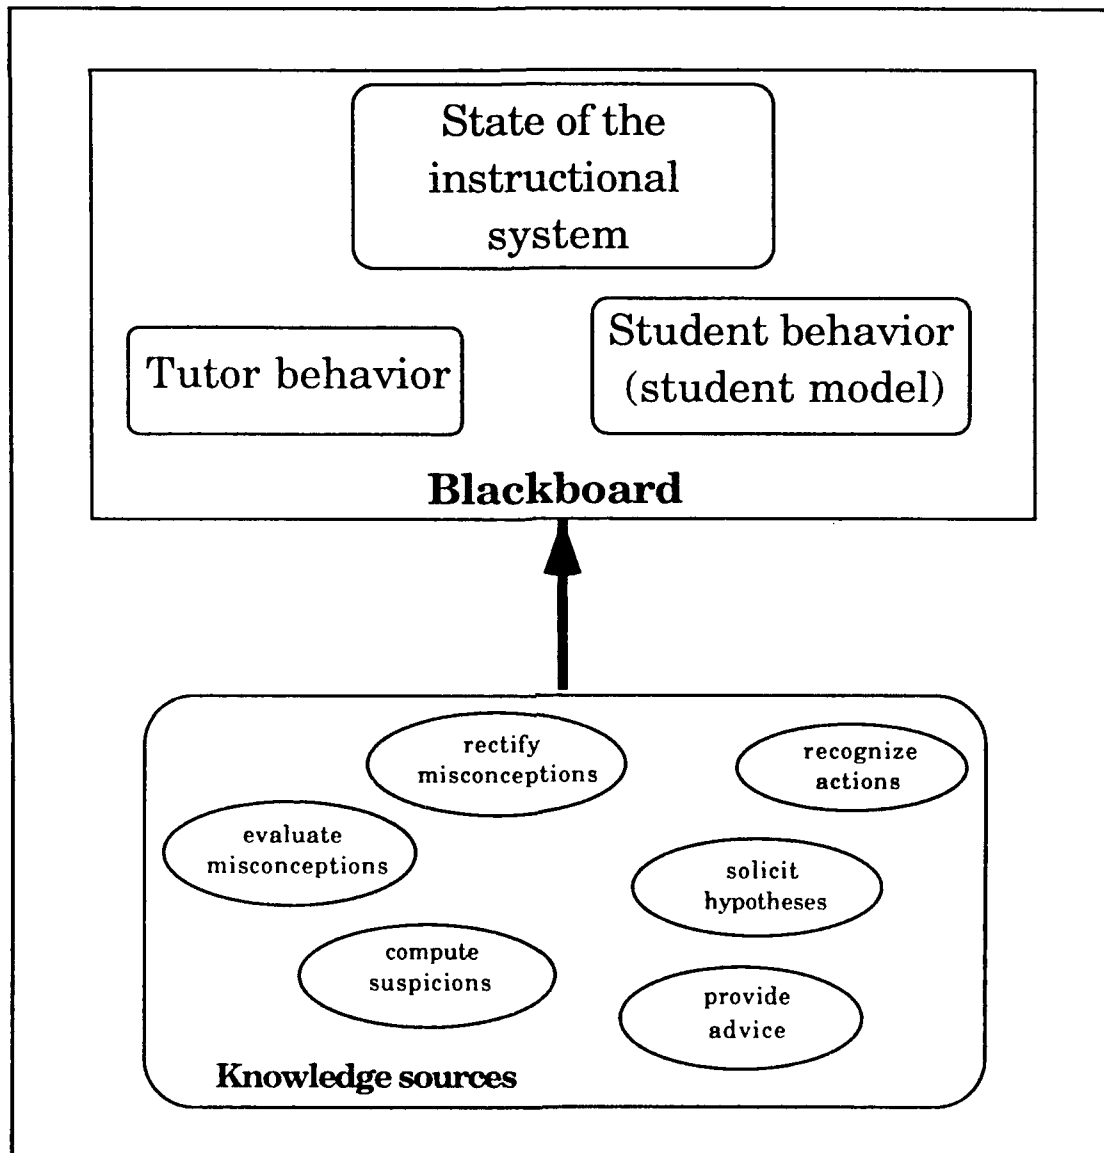 State of the
instructional
system
Tutor behavior
Student behavior
(student model)
Blackboard
rectify
misconceptions
recognize
actions
evaluate
misconceptions
solicit
hypotheses
compute
suspicions
provide
advice
Knowledge sources